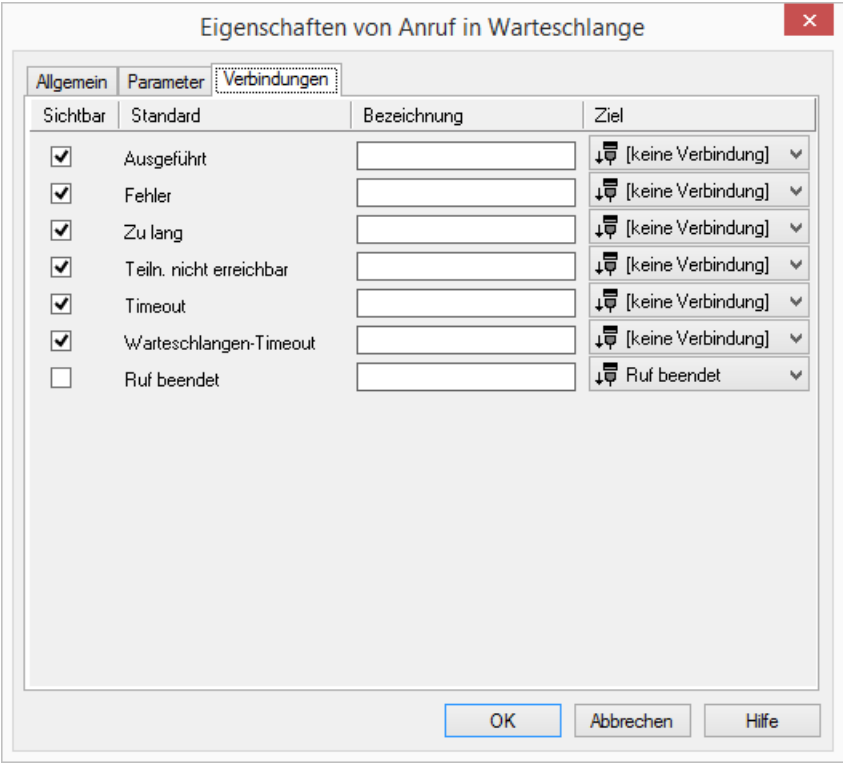 Eigenschaften von Anruf in Warteschlange
Allgemein Parameter Verbindungen
Sichtbar Standard Bezeichnung Ziel
Ausgeführt [keine Verbindung]
Fehler [keine Verbindung]
Zu lang [keine Verbindung]
Teiln. nicht erreichbar [keine Verbindung]
Timeout [keine Verbindung]
Warteschlangen-Timeout [keine Verbindung]
Ruf beendet Ruf beendet
OK Abbrechen Hilfe